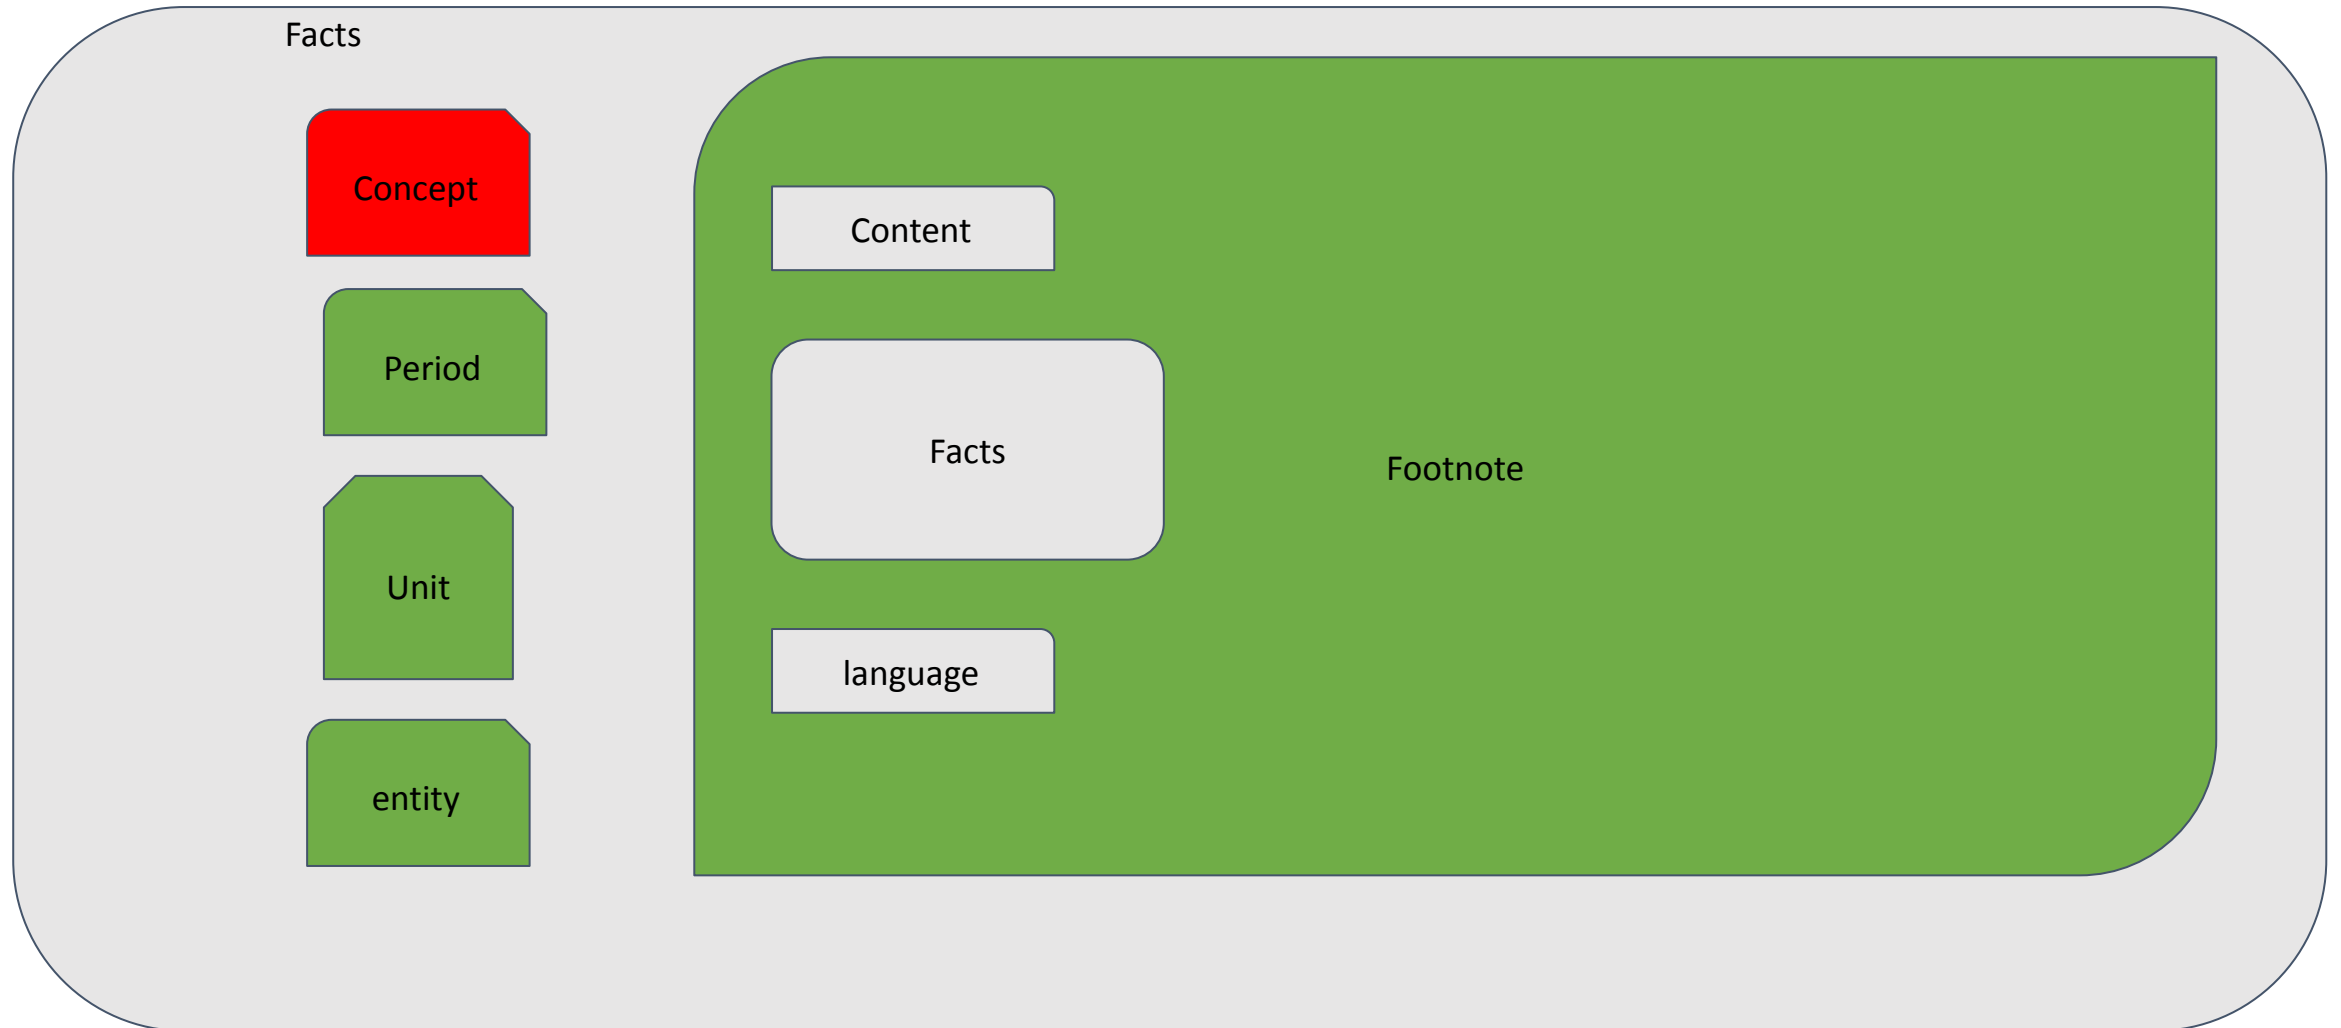 Facts
Concept
Period
Unit
entity
Content
Facts
language
Footnote